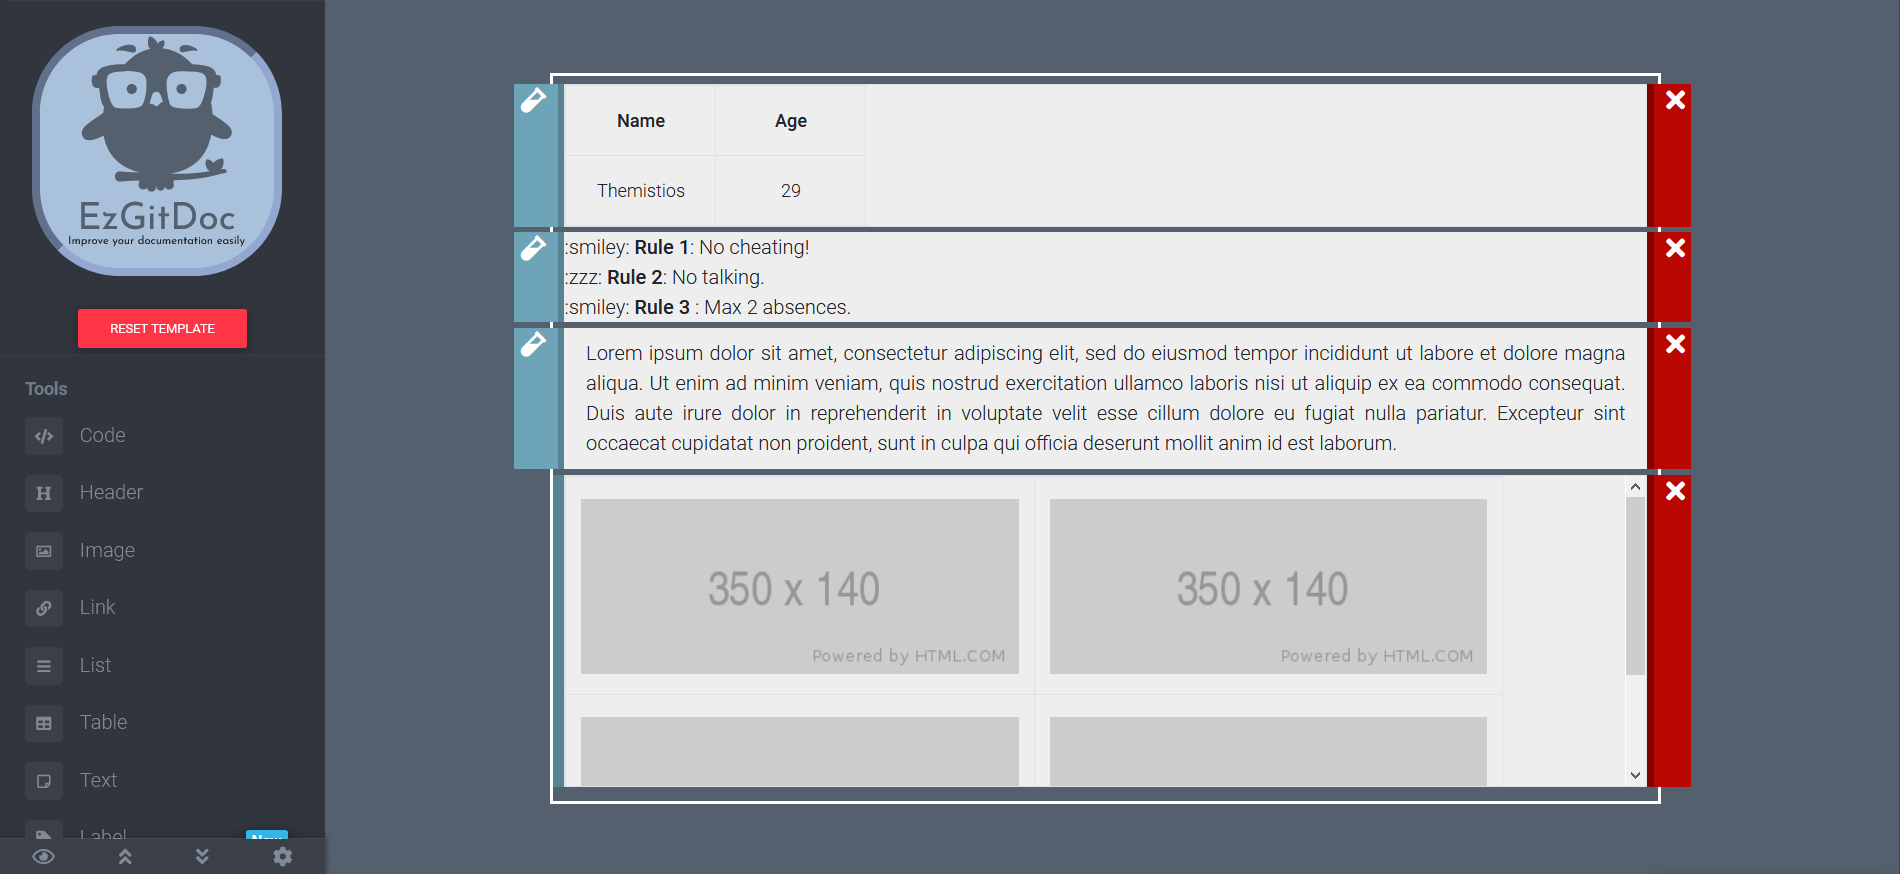 EzGitDoc
Improve your documentation easily
RESET TEMPLATE
Tools
Code
Header
Image
Link
List
Table
Text
Label
New
Name Age
Themistios 29
:smiley: Rule 1: No cheating!
:zzz: Rule 2: No talking.
:smiley: Rule 3 : Max 2 absences.
Lorem ipsum dolor sit amet, consectetur adipiscing elit, sed do eiusmod tempor incididunt ut labore et dolore magna
aliqua. Ut enim ad minim veniam, quis nostrud exercitation ullamco laboris nisi ut aliquip ex ea commodo consequat.
Duis aute irure dolor in reprehenderit in voluptate velit esse cillum dolore eu fugiat nulla pariatur. Excepteur sint
occaecat cupidatat non proident, sunt in culpa qui officia deserunt mollit anim id est laborum.
350 x 140
Powered by HTML.COM
350 x 140
Powered by HTML.COM